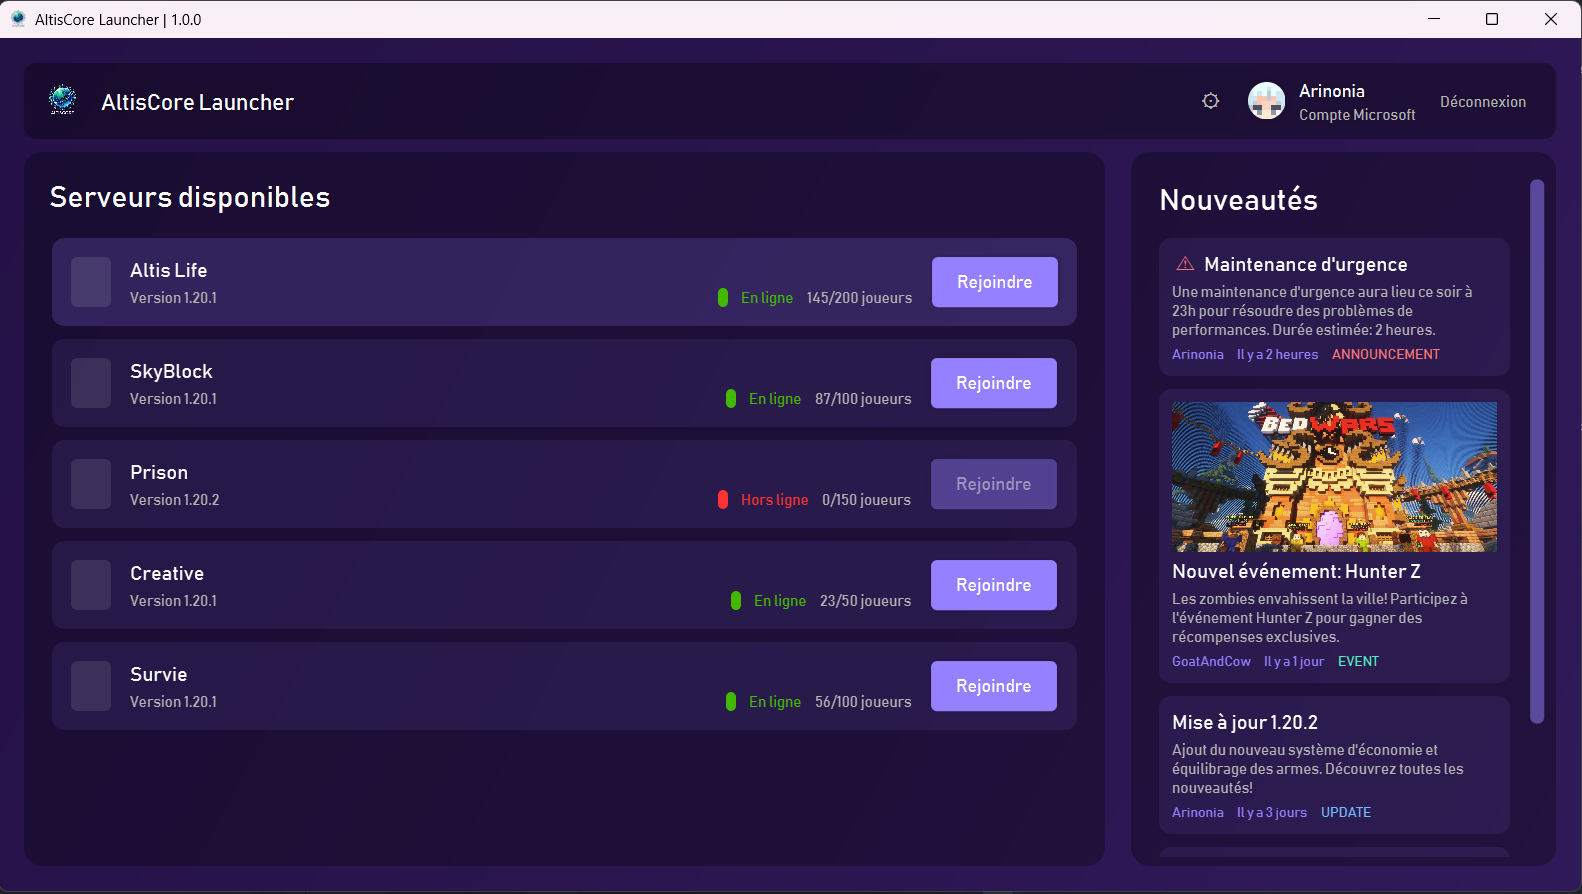 AltisCore Launcher | 1.0.0
AltisCore Launcher
Arinonia
Compte Microsoft
Déconnexion
Serveurs disponibles
Altis Life
Version 1.20.1
En ligne 145/200 joueurs
Rejoindre
SkyBlock
Version 1.20.1
En ligne 87/100 joueurs
Rejoindre
Prison
Version 1.20.2
Hors ligne 0/150 joueurs
Rejoindre
Creative
Version 1.20.1
En ligne 23/50 joueurs
Rejoindre
Survie
Version 1.20.1
En ligne 56/100 joueurs
Rejoindre
Nouveautés
Maintenance d'urgence
Une maintenance d'urgence aura lieu ce soir à
23h pour résoudre des problèmes de
performances. Durée estimée: 2 heures.
Arinonia Il y a 2 heures ANNOUNCEMENT
BEDWARS
Nouvel événement: Hunter Z
Les zombies envahissent la ville! Participez à
l'événement Hunter Z pour gagner des
récompenses exclusives.
GoatAndCow Il y a 1 jour EVENT
Mise à jour 1.20.2
Ajout du nouveau système d'économie et
équilibrage des armes. Découvrez toutes les
nouveautés!
Arinonia Il y a 3 jours UPDATE